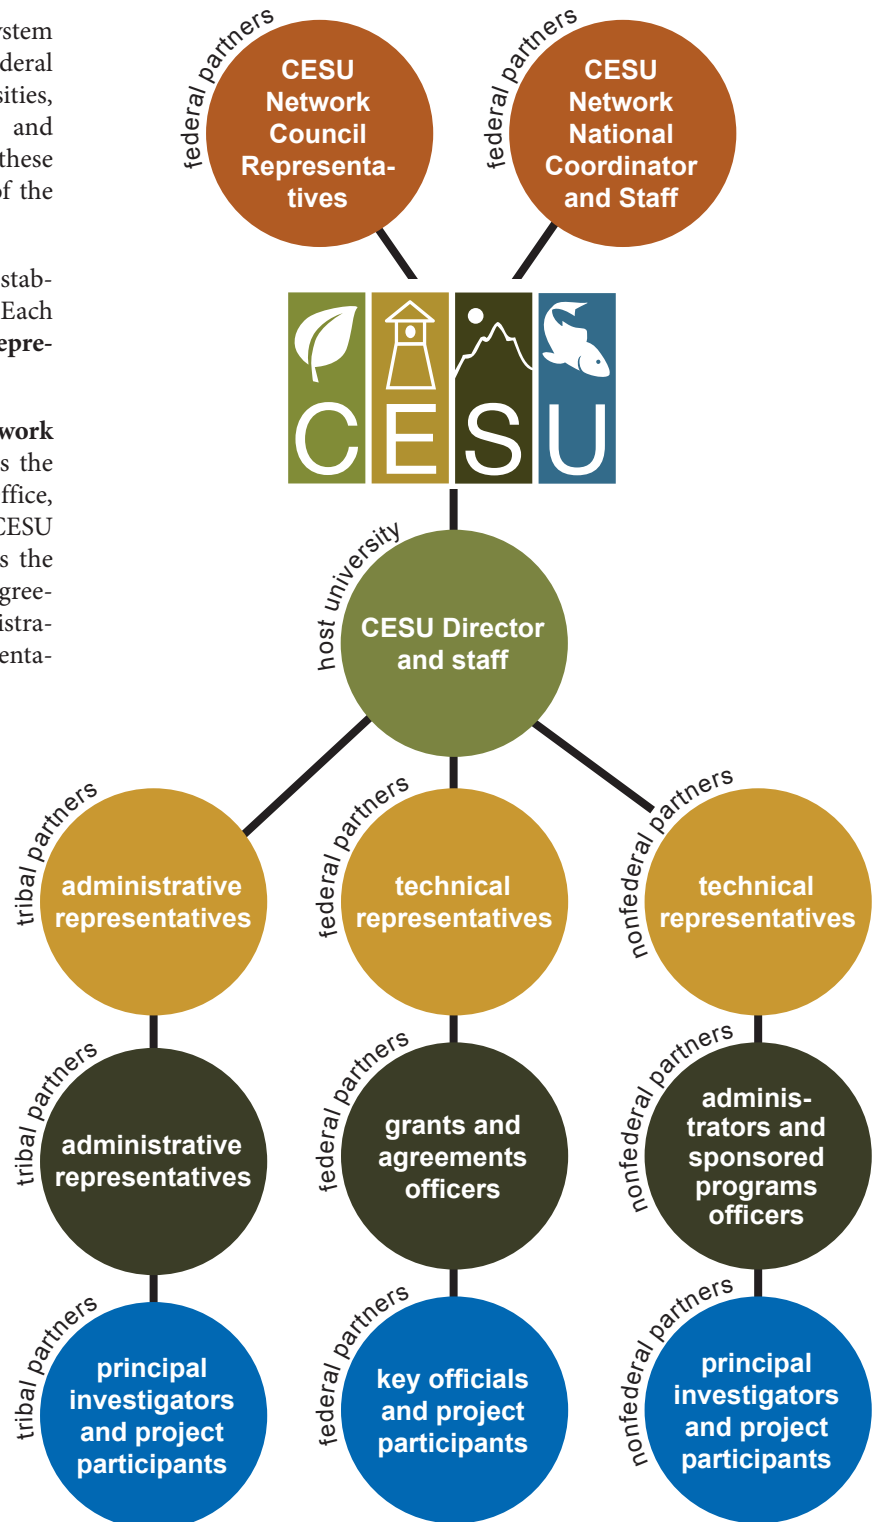 ystem
deral
sities,
and
these
of the
stab-
Each
epre-
work
s the
ffice,
CESU
s the
gree-
istra-
enta-
federal partners
CESU
Network
Council
Representa-
tives
federal partners
CESU
Network
National
Coordinator
and Staff
CESU
host university
CESU Director
and staff
tribal partners
administrative
representatives
federal partners
technical
representatives
nonfederal partners
technical
representatives
tribal partners
administrative
representatives
federal partners
grants and
agreements
officers
nonfederal partners
adminis-
trators and
sponsored
programs
officers
tribal partners
principal
investigators
and project
participants
federal partners
key officials
and project
participants
nonfederal partners
principal
investigators
and project
participants